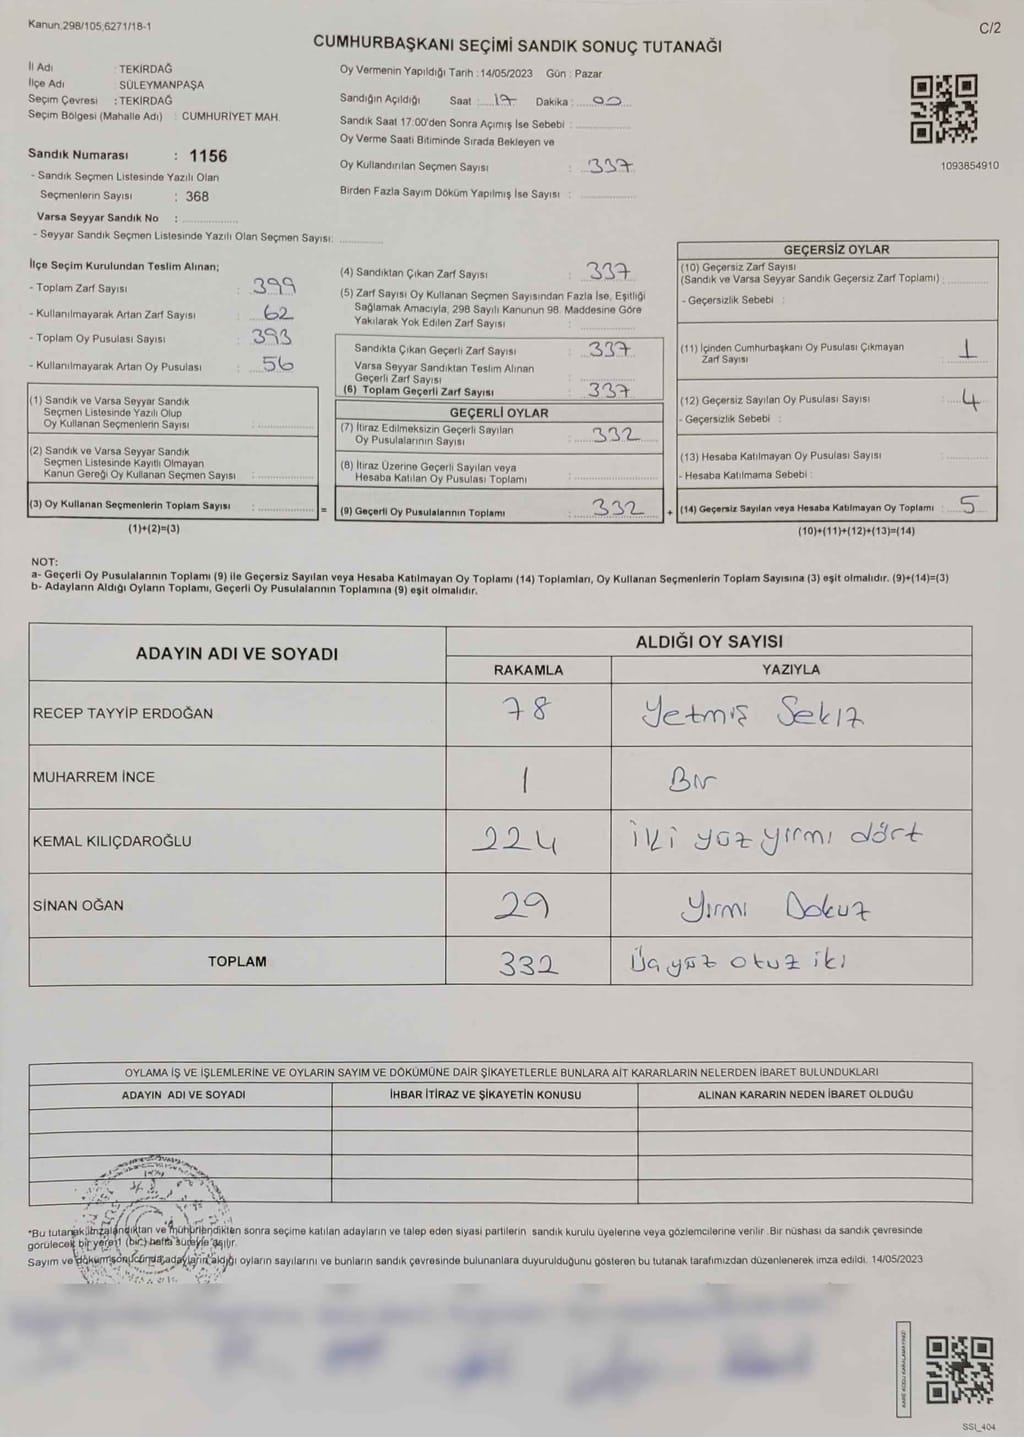 Kanun,298/105,6271/18-1
C/2
CUMHURBAŞKANI SEÇİMİ SANDIK SONUÇ TUTANAĞI
İl Adı : TEKİRDAĞ
İlçe Adı : SÜLEYMANPAŞA
Seçim Çevresi : TEKİRDAĞ
Seçim Bölgesi (Mahalle Adı) : CUMHURİYET MAH.
Sandık Numarası : 1156
- Sandık Seçmen Listesinde Yazılı Olan
Seçmenlerin Sayısı : 368
Varsa Seyyar Sandık No :
- Seyyar Sandık Seçmen Listesinde Yazılı Olan Seçmen Sayısı:
Oy Vermenin Yapıldığı Tarih : 14/05/2023 Gün : Pazar
Sandığın Açıldığı Saat : 17 Dakika : 00
Sandık Saat 17:00'den Sonra Açımış İse Sebebi :
Oy Verme Saati Bitiminde Sırada Bekleyen ve
Oy Kullandırılan Seçmen Sayısı : 337
Birden Fazla Sayım Döküm Yapılmış İse Sayısı :
1093854910
İlçe Seçim Kurulundan Teslim Alınan;
- Toplam Zarf Sayısı : 399
- Kullanılmayarak Artan Zarf Sayısı : 62
- Toplam Oy Pusulası Sayısı : 393
- Kullanılmayarak Artan Oy Pusulası : 56
(1) Sandık ve Varsa Seyyar Sandık
Seçmen Listesinde Yazılı Olup
Oy Kullanan Seçmenlerin Sayısı :
(2) Sandık ve Varsa Seyyar Sandık
Seçmen Listesinde Kayıtlı Olmayan
Kanun Gereği Oy Kullanan Seçmen Sayısı :
(3) Oy Kullanan Seçmenlerin Toplam Sayısı :
(1)+(2)=(3)
=
(4) Sandıktan Çıkan Zarf Sayısı : 337
(5) Zarf Sayısı Oy Kullanan Seçmen Sayısından Fazla İse, Eşitliği
Sağlamak Amacıyla, 298 Sayılı Kanunun 98. Maddesine Göre
Yakılarak Yok Edilen Zarf Sayısı :
Sandıkta Çıkan Geçerli Zarf Sayısı : 337
Varsa Seyyar Sandıktan Teslim Alınan
Geçerli Zarf Sayısı :
(6) Toplam Geçerli Zarf Sayısı : 337
GEÇERLİ OYLAR
(7) İtiraz Edilmeksizin Geçerli Sayılan
Oy Pusulalarının Sayısı : 332
(8) İtiraz Üzerine Geçerli Sayılan veya
Hesaba Katılan Oy Pusulası Toplamı :
(9) Geçerli Oy Pusulalarının Toplamı : 332
+
GEÇERSİZ OYLAR
(10) Geçersiz Zarf Sayısı
(Sandık ve Varsa Seyyar Sandık Geçersiz Zarf Toplamı) :
- Geçersizlik Sebebi :
(11) İçinden Cumhurbaşkanı Oy Pusulası Çıkmayan
Zarf Sayısı : 1
(12) Geçersiz Sayılan Oy Pusulası Sayısı : 4
- Geçersizlik Sebebi :
(13) Hesaba Katılmayan Oy Pusulası Sayısı
- Hesaba Katılmama Sebebi :
(14) Geçersiz Sayılan veya Hesaba Katılmayan Oy Toplamı : 5
(10)+(11)+(12)+(13)=(14)
NOT:
a- Geçerli Oy Pusulalarının Toplamı (9) ile Geçersiz Sayılan veya Hesaba Katılmayan Oy Toplamı (14) Toplamları, Oy Kullanan Seçmenlerin Toplam Sayısına (3) eşit olmalıdır. (9)+(14)=(3)
b- Adayların Aldığı Oyların Toplamı, Geçerli Oy Pusulalarının Toplamına (9) eşit olmalıdır.
ADAYIN ADI VE SOYADI
ALDIĞI OY SAYISI
RAKAMLA YAZIYLA
RECEP TAYYİP ERDOĞAN 78 Yetmiş Sekiz
MUHARREM İNCE 1 Bir
KEMAL KILIÇDAROĞLU 224 iki yüz yirmi dört
SİNAN OĞAN 29 Yirmi Dokuz
TOPLAM 332 Üç yüz otuz iki
OYLAMA İŞ VE İŞLEMLERİNE VE OYLARIN SAYIM VE DÖKÜMÜNE DAİR ŞİKAYETLERLE BUNLARA AİT KARARLARIN NELERDEN İBARET BULUNDUKLARI
ADAYIN ADI VE SOYADI İHBAR İTİRAZ VE ŞİKAYETİN KONUSU ALINAN KARARIN NEDEN İBARET OLDUĞU
*Bu tutanak,imzalandıktan ve mühürlendikten sonra seçime katılan adayların ve talep eden siyasi partilerin sandık kurulu üyelerine veya gözlemcilerine verilir .Bir nüshası da sandık çevresinde
görülecek bir yere 1 (bir) hafta süreyle asılır.
Sayım ve döküm sonucunda,adayların aldığı oyların sayılarını ve bunların sandık çevresinde bulunanlara duyurulduğunu gösteren bu tutanak tarafımızdan düzenlenerek imza edildi. 14/05/2023
SSI_404